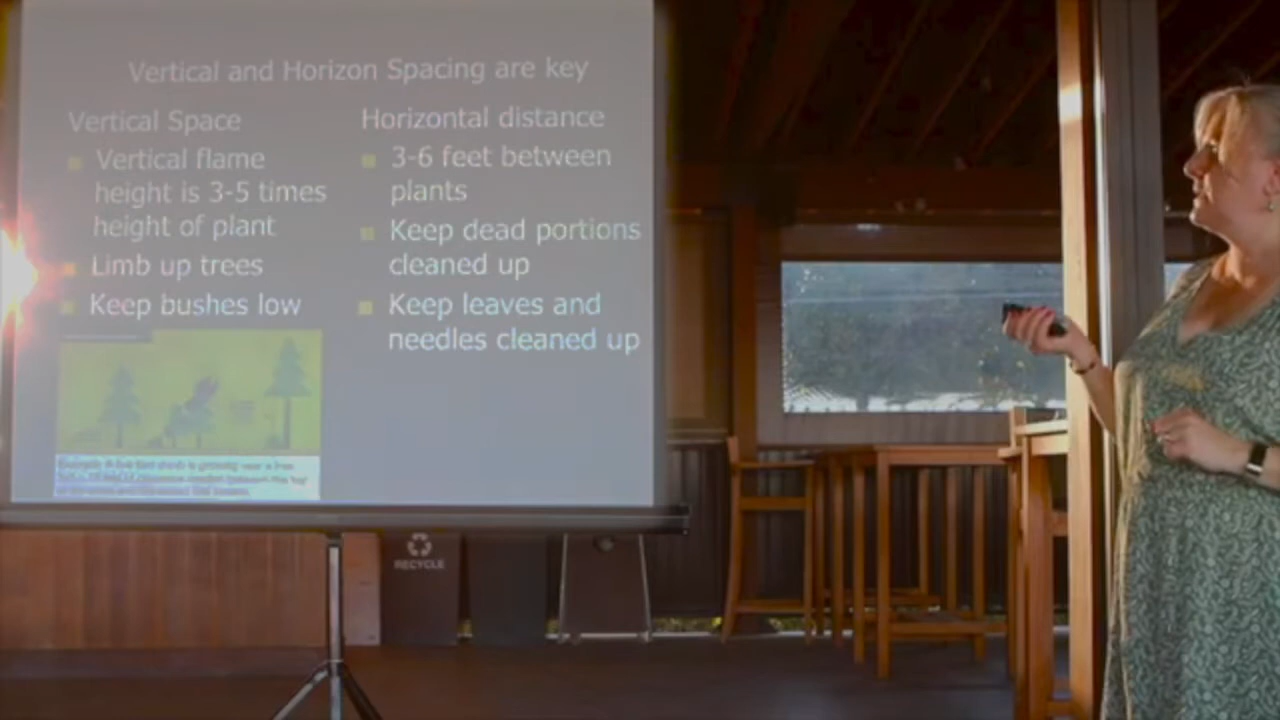 Vertical and Horizon Spacing are key
Vertical Space
Vertical flame
height is 3-5 times
height of plant
Limb up trees
Keep bushes low
Horizontal distance
3-6 feet between
plants
Keep dead portions
cleaned up
Keep leaves and
needles cleaned up
RECYCLE